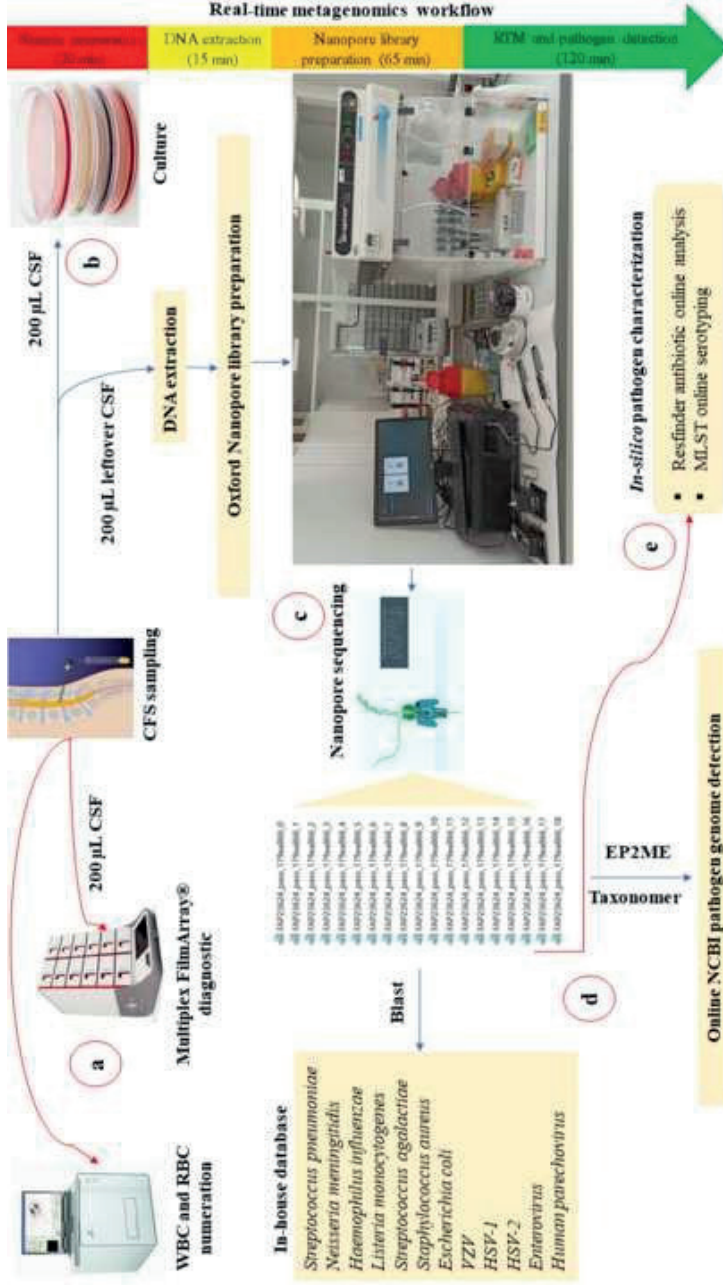 WBC and RBC
numeration
a
Multiplex FilmArray®
diagnostic
200 µL CSF
CFS sampling
200 µL CSF
200 µL leftover CSF
b
Culture
DNA extraction
Oxford Nanopore library preparation
c
Nanopore sequencing
In-house database
Streptococcus pneumoniae
Neisseria meningitidis
Haemophilus influenzae
Listeria monocytogenes
Streptococcus agalactiae
Staphylococcus aureus
Escherichia coli
VZV
HSV-1
HSV-2
Enterovirus
Human parechovirus
Blast
d
EP2ME
Taxonomer
Online NCBI pathogen genome detection
e
In-silico pathogen characterization
▪ Resfinder antibiotic online analysis
▪ MLST online serotyping
Real-time metagenomics workflow
DNA extraction
(15 min)
Nanopore library
preparation (65 min)
RTM and pathogen detection
(120 min)